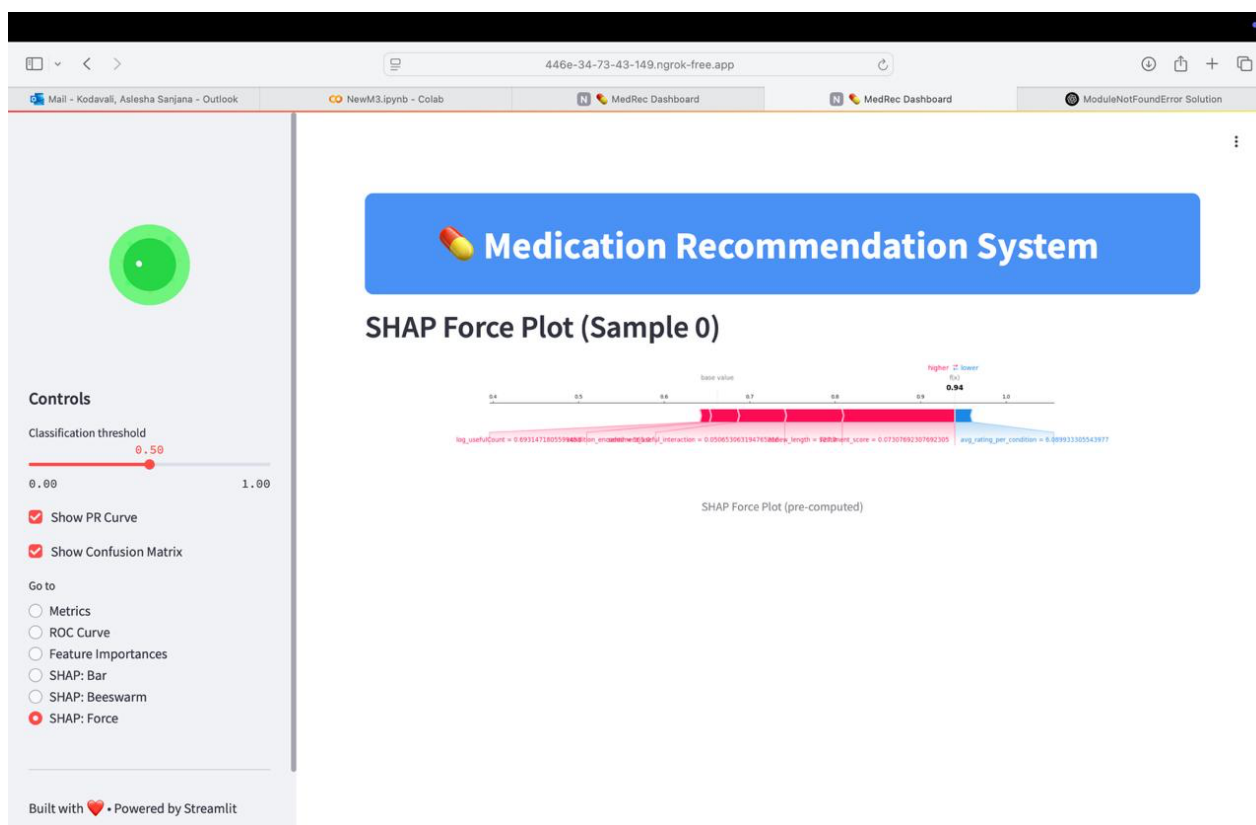 446e-34-73-43-149.ngrok-free.app
Mail - Kodavali, Aslesha Sanjana - Outlook
CO NewM3.ipynb - Colab
N MedRec Dashboard
N MedRec Dashboard
ModuleNotFoundError Solution
Controls
Classification threshold
0.50
0.00 1.00
Show PR Curve
Show Confusion Matrix
Go to
Metrics
ROC Curve
Feature Importances
SHAP: Bar
SHAP: Beeswarm
SHAP: Force
Built with ❤️ • Powered by Streamlit
💊 Medication Recommendation System
SHAP Force Plot (Sample 0)
higher ⇄ lower
base value f(x)
0.94
0.4 0.5 0.6 0.7 0.8 0.9 1.0
avg_rating_per_condition =
SHAP Force Plot (pre-computed)